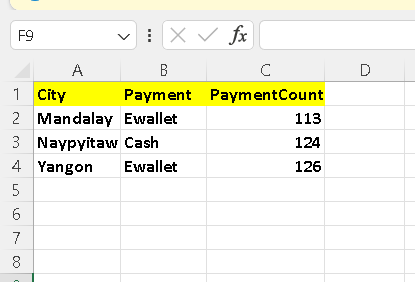 F9 fx
A B C D
1 City Payment PaymentCount
2 Mandalay Ewallet 113
3 Naypyitaw Cash 124
4 Yangon Ewallet 126
5
6
7
8